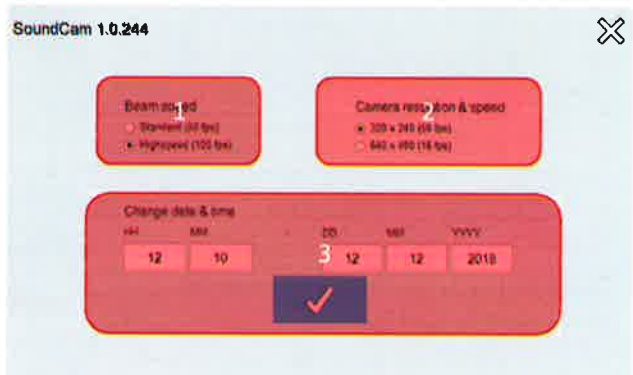 SoundCam 1.0.244
1
Beam speed
Standard (50 fps)
Highspeed (100 fps)
2
Camera resolution & speed
320 x 240 (60 fps)
640 x 480 (15 fps)
3
Change date & time
HH MM - DD MM YYYY
12 10 12 12 2018